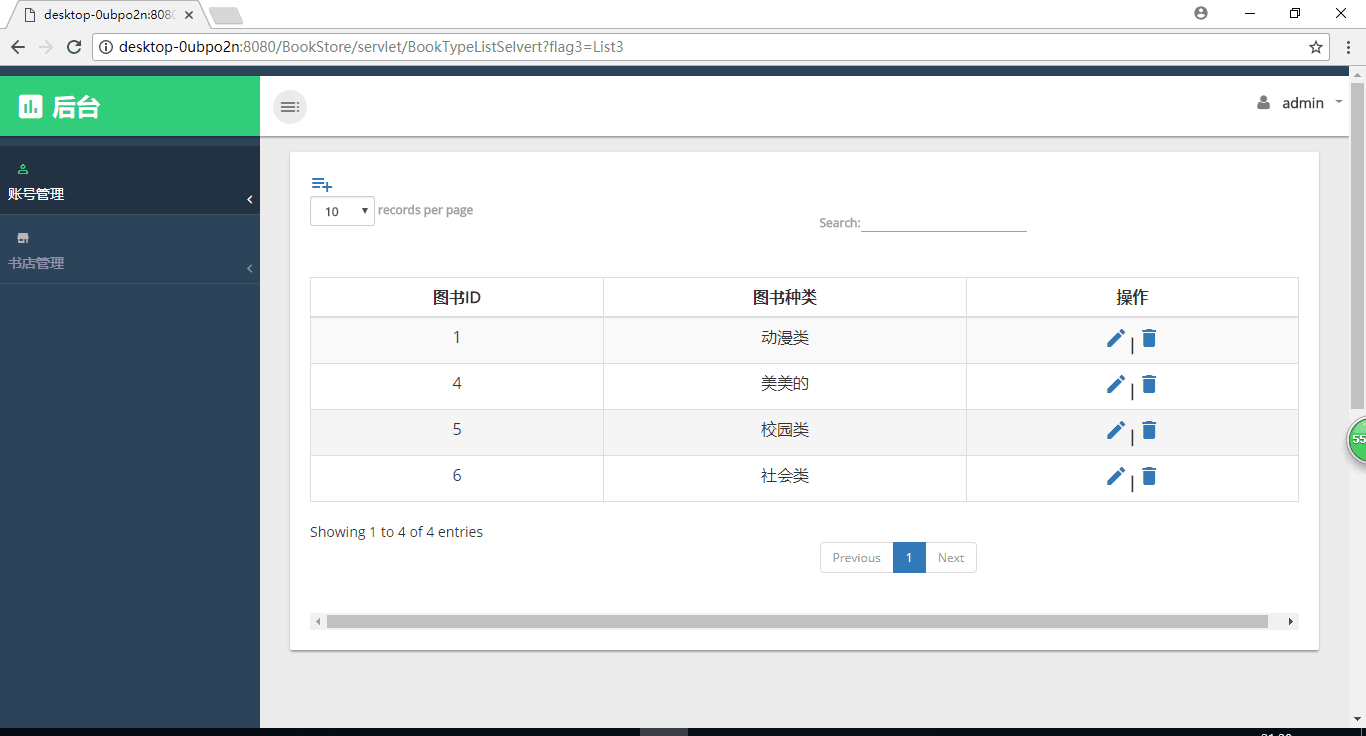 desktop-0ubpo2n:808
desktop-0ubpo2n:8080/BookStore/servlet/BookTypeListSelvert?flag3=List3
后台
admin
账号管理
书店管理
10 records per page
Search:
图书ID 图书种类 操作
1 动漫类 |
4 美美的 |
5 校园类 |
6 社会类 |
Showing 1 to 4 of 4 entries
Previous 1 Next
55